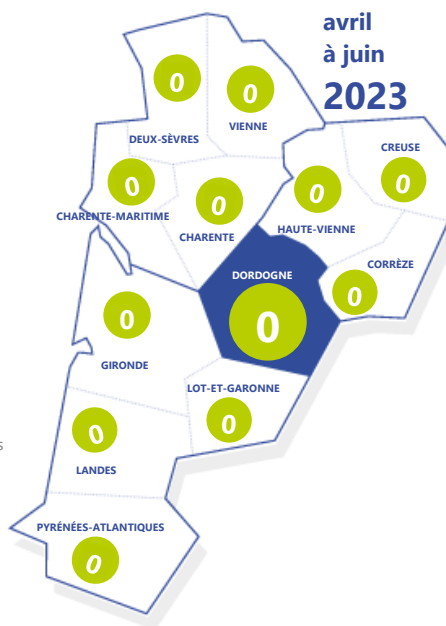 avril
à juin
2023
0
DEUX-SÈVRES
0
VIENNE
CREUSE
0
0
CHARENTE-MARITIME
0
CHARENTE
0
HAUTE-VIENNE
CORRÈZE
0
DORDOGNE
0
0
GIRONDE
LOT-ET-GARONNE
0
0
LANDES
s
PYRÉNÉES-ATLANTIQUES
0